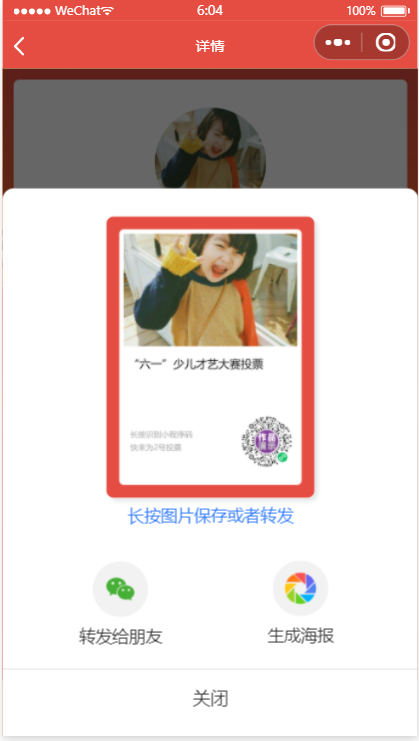 WeChat
6:04
100%
详情
“六一”少儿才艺大赛投票
长按识别小程序码
快来为2号投票
作品
长按图片保存或者转发
转发给朋友
生成海报
关闭